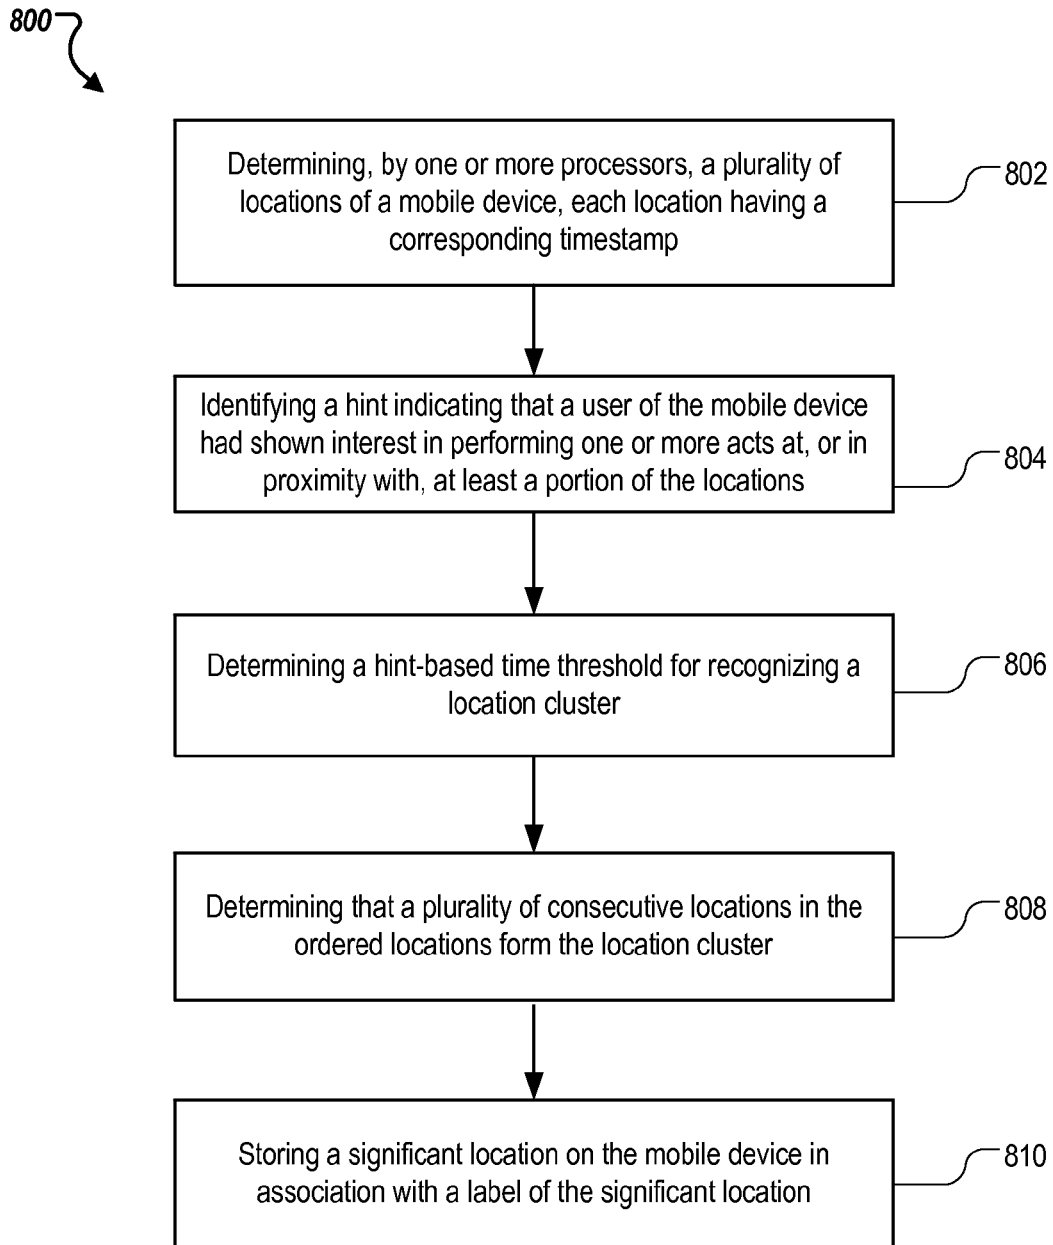 800
Determining, by one or more processors, a plurality of
locations of a mobile device, each location having a
corresponding timestamp
802
Identifying a hint indicating that a user of the mobile device
had shown interest in performing one or more acts at, or in
proximity with, at least a portion of the locations
804
Determining a hint-based time threshold for recognizing a
location cluster
806
Determining that a plurality of consecutive locations in the
ordered locations form the location cluster
808
Storing a significant location on the mobile device in
association with a label of the significant location
810